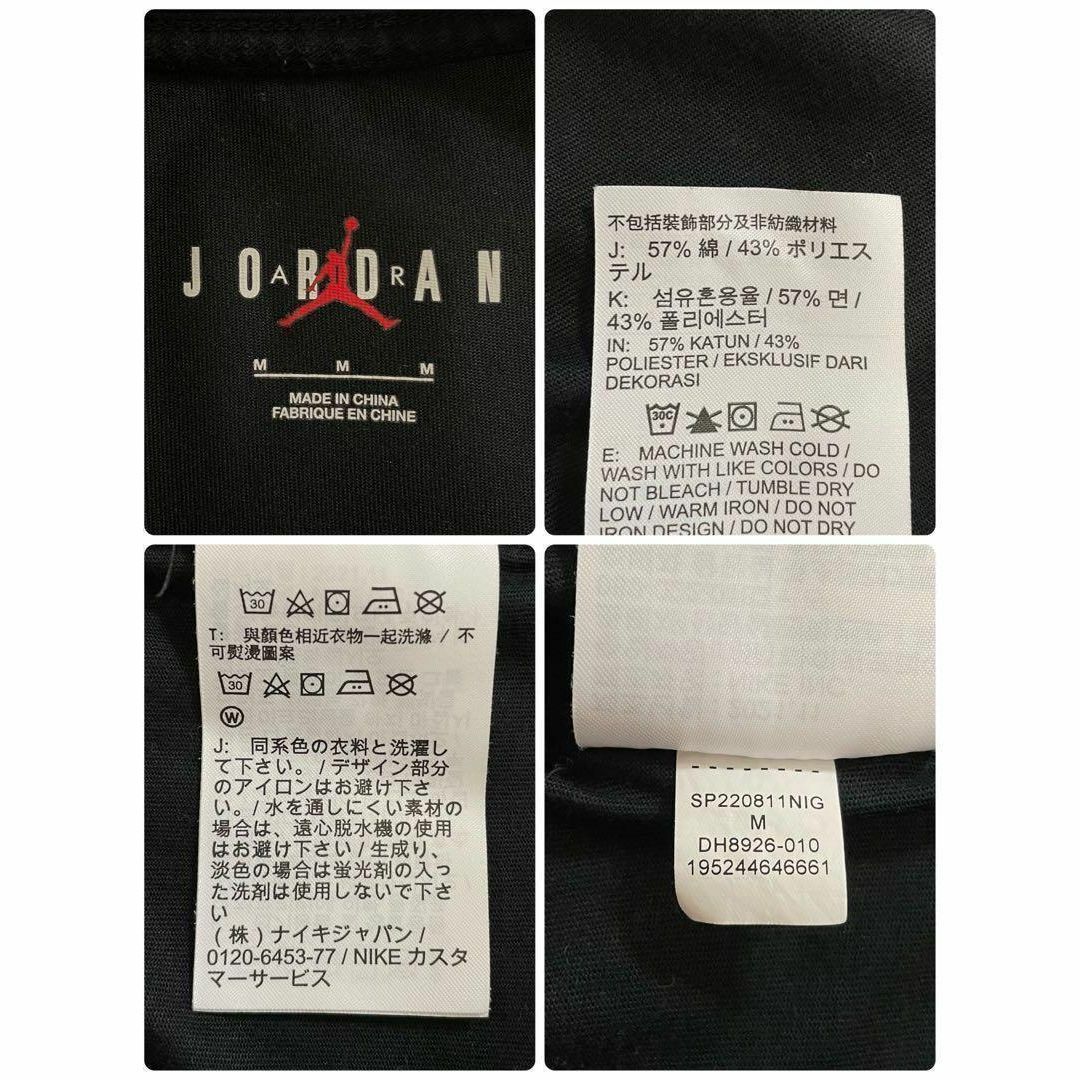 JORDAN
AIR
M M M
MADE IN CHINA
FABRIQUE EN CHINE
不包括裝飾部分及非紡織材料
J: 57% 綿 / 43% ポリエス
テル
K: 섬유혼용율 / 57% 면 /
43% 폴리에스터
IN: 57% KATUN / 43%
POLIESTER / EKSKLUSIF DARI
DEKORASI
30C
E: MACHINE WASH COLD /
WASH WITH LIKE COLORS / DO
NOT BLEACH / TUMBLE DRY
LOW / WARM IRON / DO NOT
IRON DESIGN / DO NOT DRY
30
T: 與顏色相近衣物一起洗滌 / 不
可熨燙圖案
30
W
J: 同系色の衣料と洗濯し
て下さい。/ デザイン部分
のアイロンはお避け下さ
い。/ 水を通しにくい素材の
場合は、遠心脱水機の使用
はお避け下さい / 生成り、
淡色の場合は蛍光剤の入っ
た洗剤は使用しないで下さ
い
(株) ナイキジャパン /
0120-6453-77 / NIKE カスタ
マーサービス
SP220811NIG
M
DH8926-010
195244646661